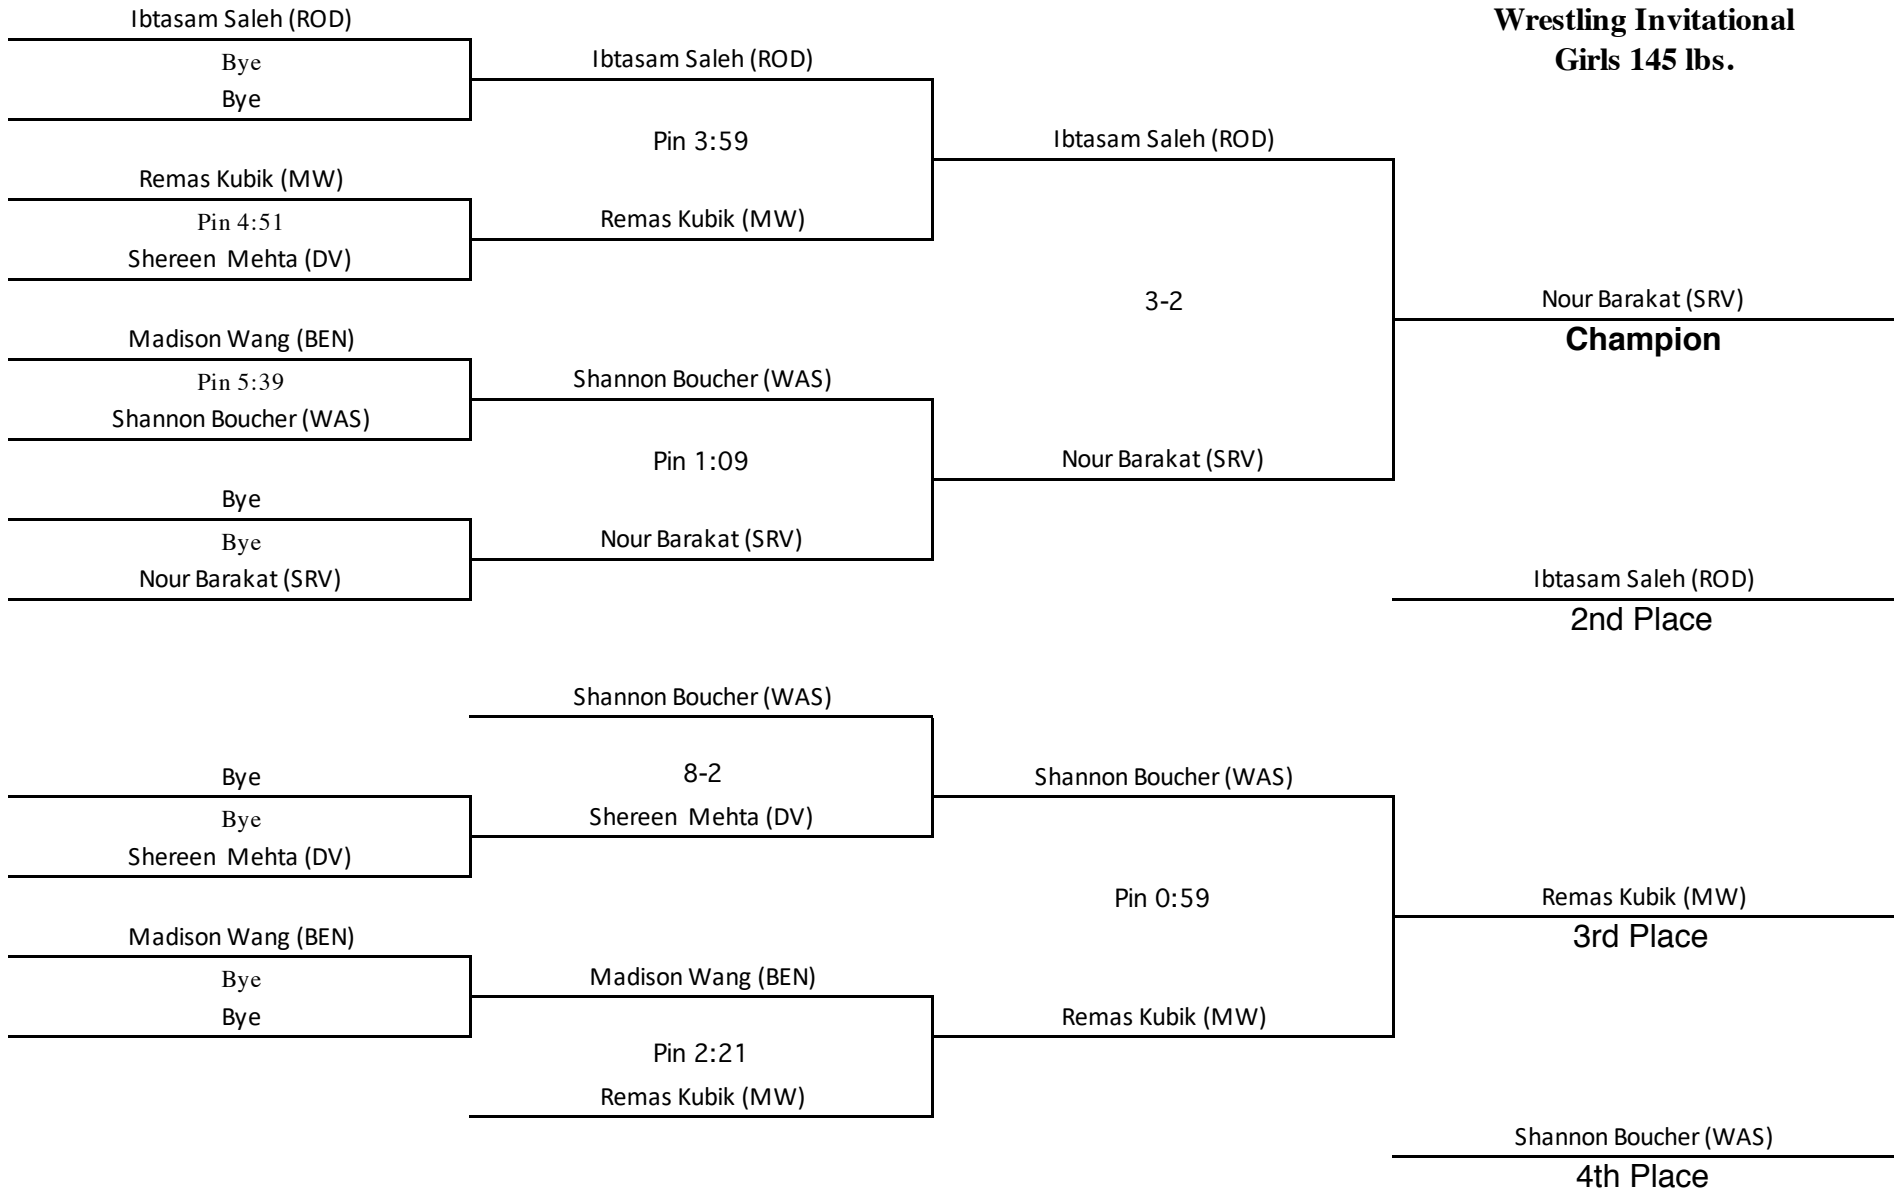 Wrestling Invitational
Girls 145 lbs.
Ibtasam Saleh (ROD)
Bye
Bye
Remas Kubik (MW)
Pin 4:51
Shereen Mehta (DV)
Madison Wang (BEN)
Pin 5:39
Shannon Boucher (WAS)
Bye
Bye
Nour Barakat (SRV)
Ibtasam Saleh (ROD)
Pin 3:59
Remas Kubik (MW)
Shannon Boucher (WAS)
Pin 1:09
Nour Barakat (SRV)
Ibtasam Saleh (ROD)
3-2
Nour Barakat (SRV)
Nour Barakat (SRV)
Champion
Ibtasam Saleh (ROD)
2nd Place
Bye
Bye
Shereen Mehta (DV)
Madison Wang (BEN)
Bye
Bye
Shannon Boucher (WAS)
8-2
Shereen Mehta (DV)
Madison Wang (BEN)
Pin 2:21
Remas Kubik (MW)
Shannon Boucher (WAS)
Pin 0:59
Remas Kubik (MW)
Remas Kubik (MW)
3rd Place
Shannon Boucher (WAS)
4th Place